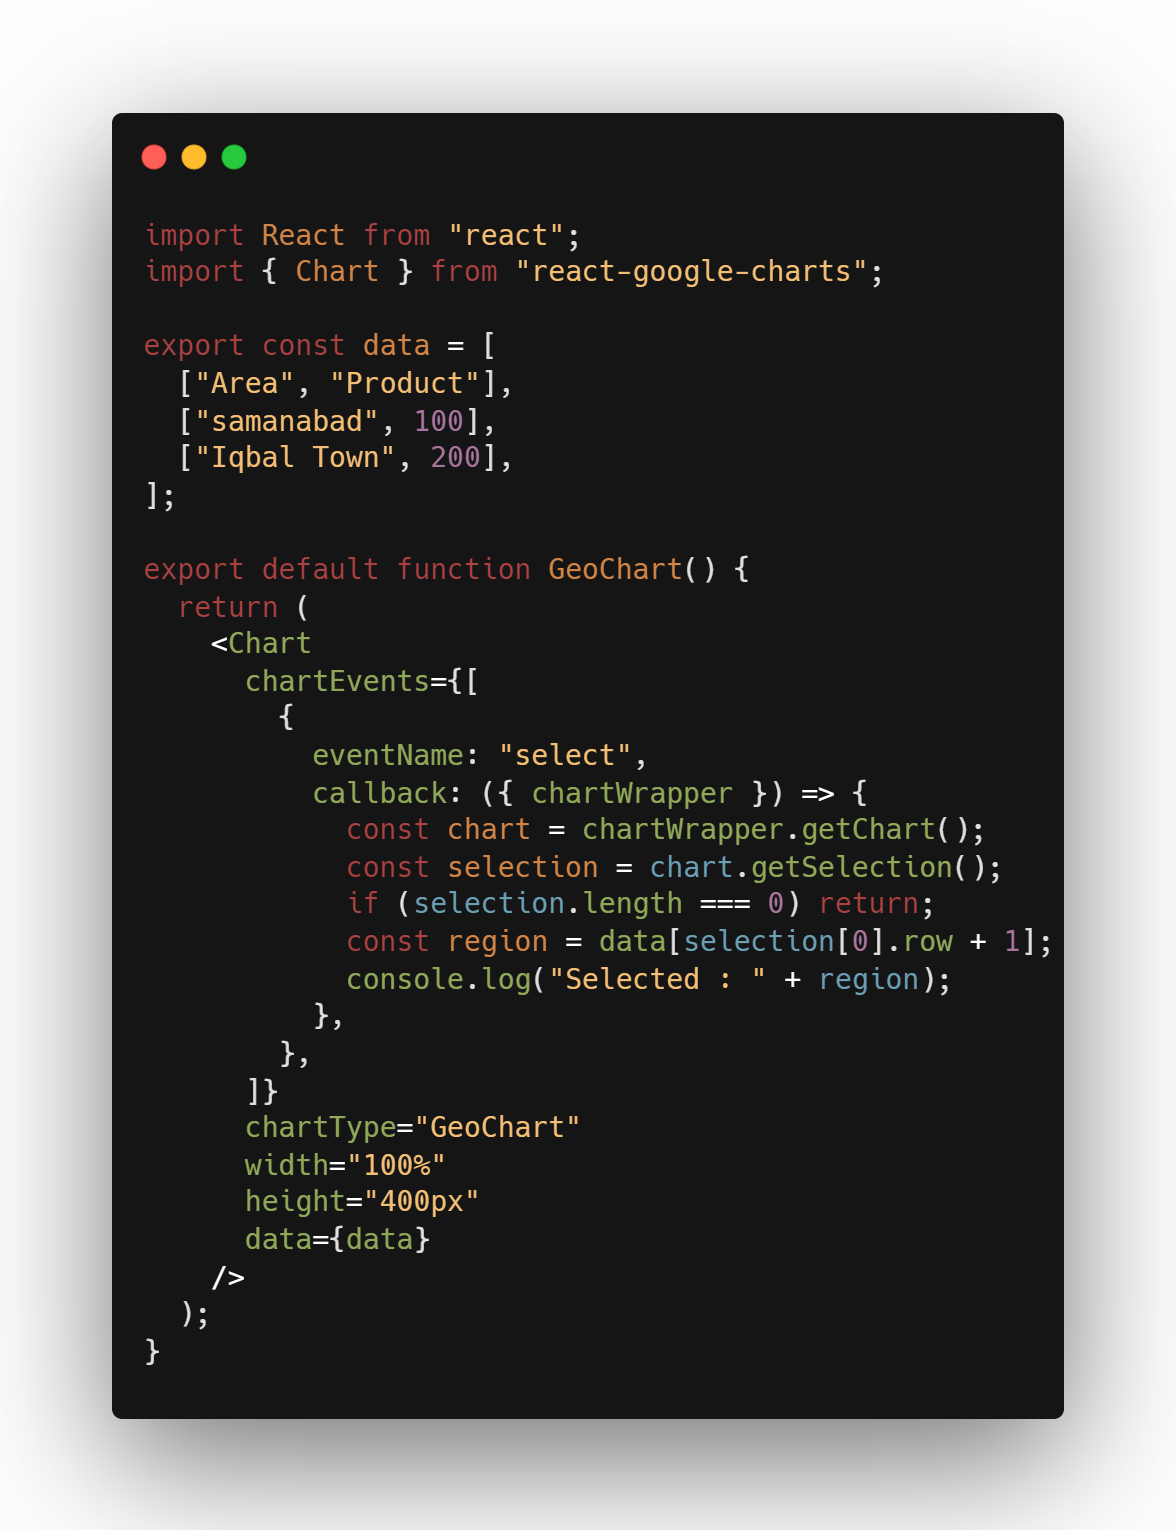 import React from "react";
import { Chart } from "react-google-charts";

export const data = [
  ["Area", "Product"],
  ["samanabad", 100],
  ["Iqbal Town", 200],
];

export default function GeoChart() {
  return (
    <Chart
      chartEvents={[
        {
          eventName: "select",
          callback: ({ chartWrapper }) => {
            const chart = chartWrapper.getChart();
            const selection = chart.getSelection();
            if (selection.length === 0) return;
            const region = data[selection[0].row + 1];
            console.log("Selected : " + region);
          },
        },
      ]}
      chartType="GeoChart"
      width="100%"
      height="400px"
      data={data}
    />
  );
}